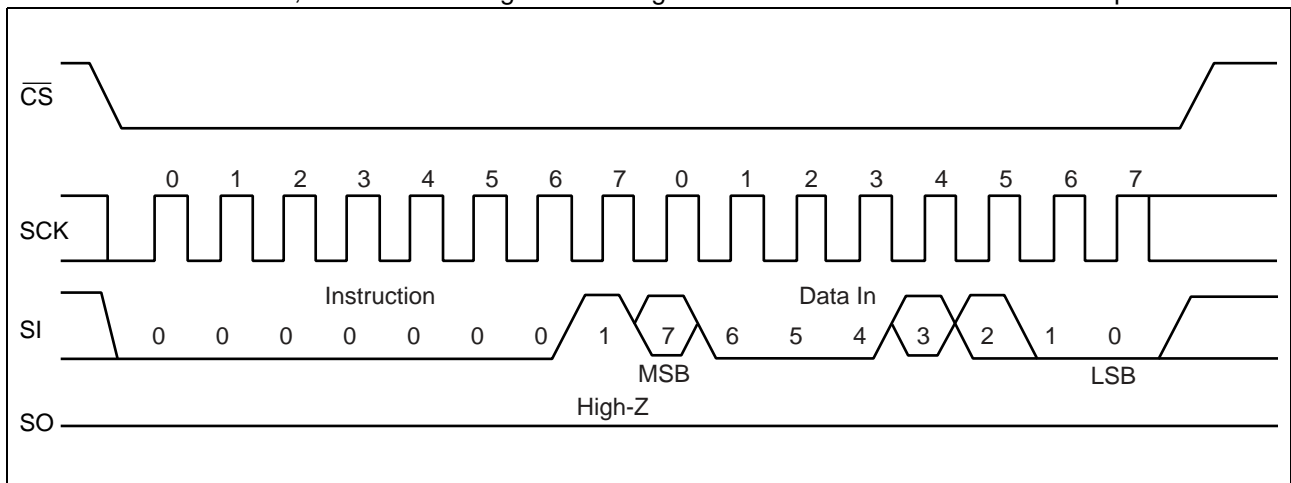 CS
0 1 2 3 4 5 6 7 0 1 2 3 4 5 6 7
SCK
Instruction Data In
SI 0 0 0 0 0 0 0 1 7 6 5 4 3 2 1 0
MSB LSB
High-Z
SO